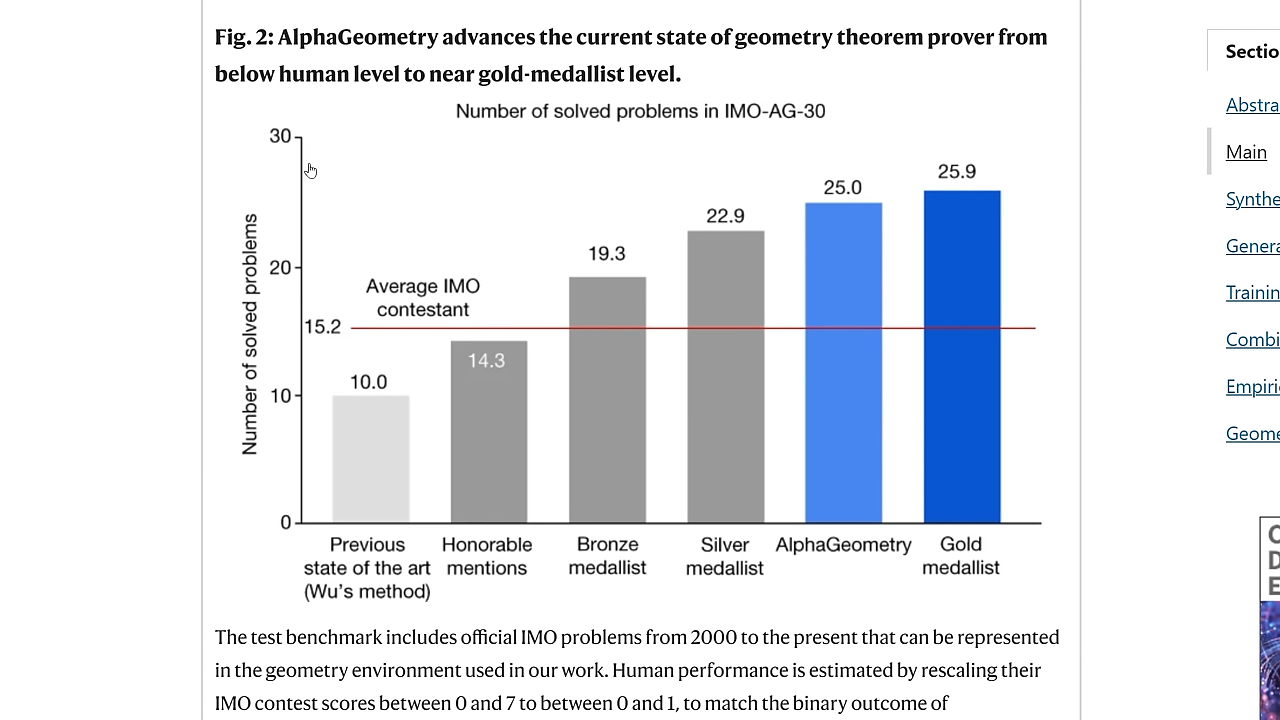 Fig. 2: AlphaGeometry advances the current state of geometry theorem prover from
below human level to near gold-medallist level.
Number of solved problems in IMO-AG-30
Number of solved problems
30
20
10
0
15.2
Average IMO
contestant
10.0
14.3
19.3
22.9
25.0
25.9
Previous
state of the art
(Wu's method)
Honorable
mentions
Bronze
medallist
Silver
medallist
AlphaGeometry
Gold
medallist
The test benchmark includes official IMO problems from 2000 to the present that can be represented
in the geometry environment used in our work. Human performance is estimated by rescaling their
IMO contest scores between 0 and 7 to between 0 and 1, to match the binary outcome of
Sectio
Abstra
Main
Synthe
Genera
Trainin
Combi
Empiri
Geome
C
D
E